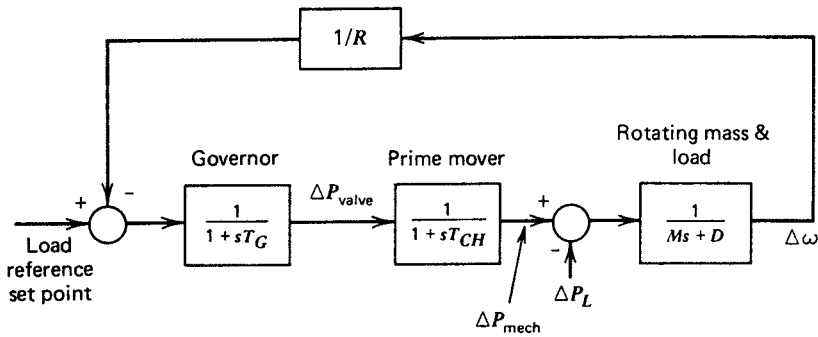 1/R
Rotating mass &
load
Governor
Prime mover
+
-
ΔP_valve
+
1
1 + sT_G
1
1 + sT_CH
1
Ms + D
-
Load
reference
set point
ΔP_L
Δω
ΔP_mech